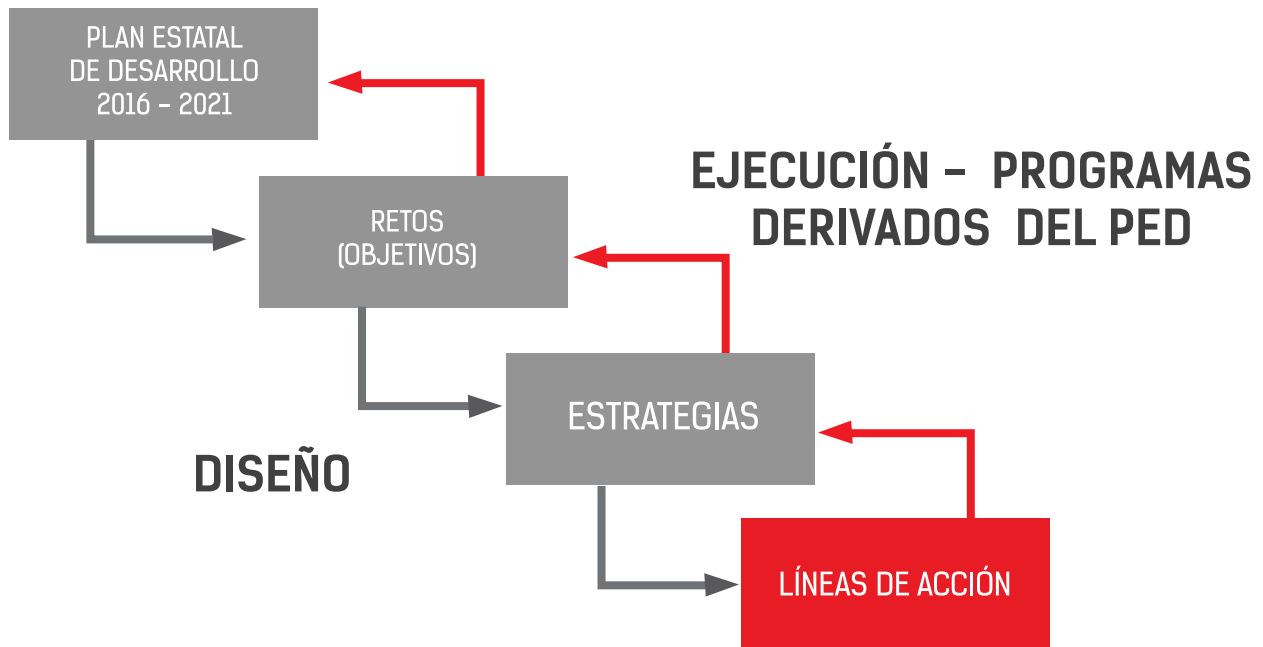 PLAN ESTATAL
DE DESARROLLO
2016 – 2021
RETOS
(OBJETIVOS)
EJECUCIÓN – PROGRAMAS
DERIVADOS DEL PED
ESTRATEGIAS
DISEÑO
LÍNEAS DE ACCIÓN